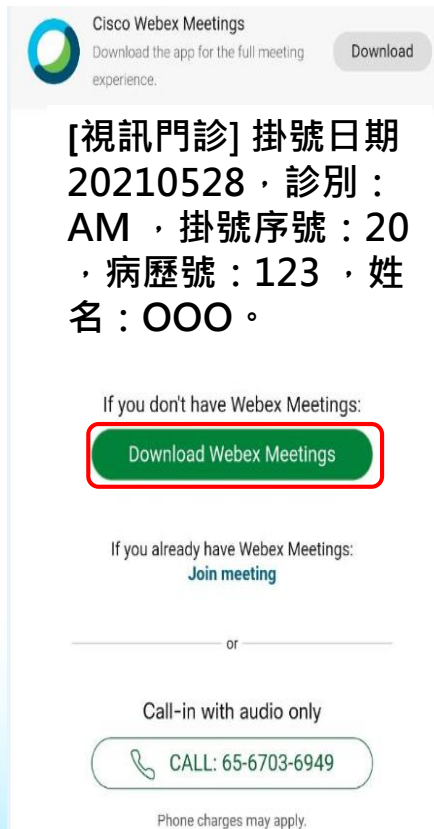 Cisco Webex Meetings
Download the app for the full meeting
experience.
Download
[視訊門診] 掛號日期
20210528，診別：
AM ，掛號序號：20
，病歷號：123 ，姓
名：OOO。
If you don't have Webex Meetings:
Download Webex Meetings
If you already have Webex Meetings:
Join meeting
or
Call-in with audio only
CALL: 65-6703-6949
Phone charges may apply.